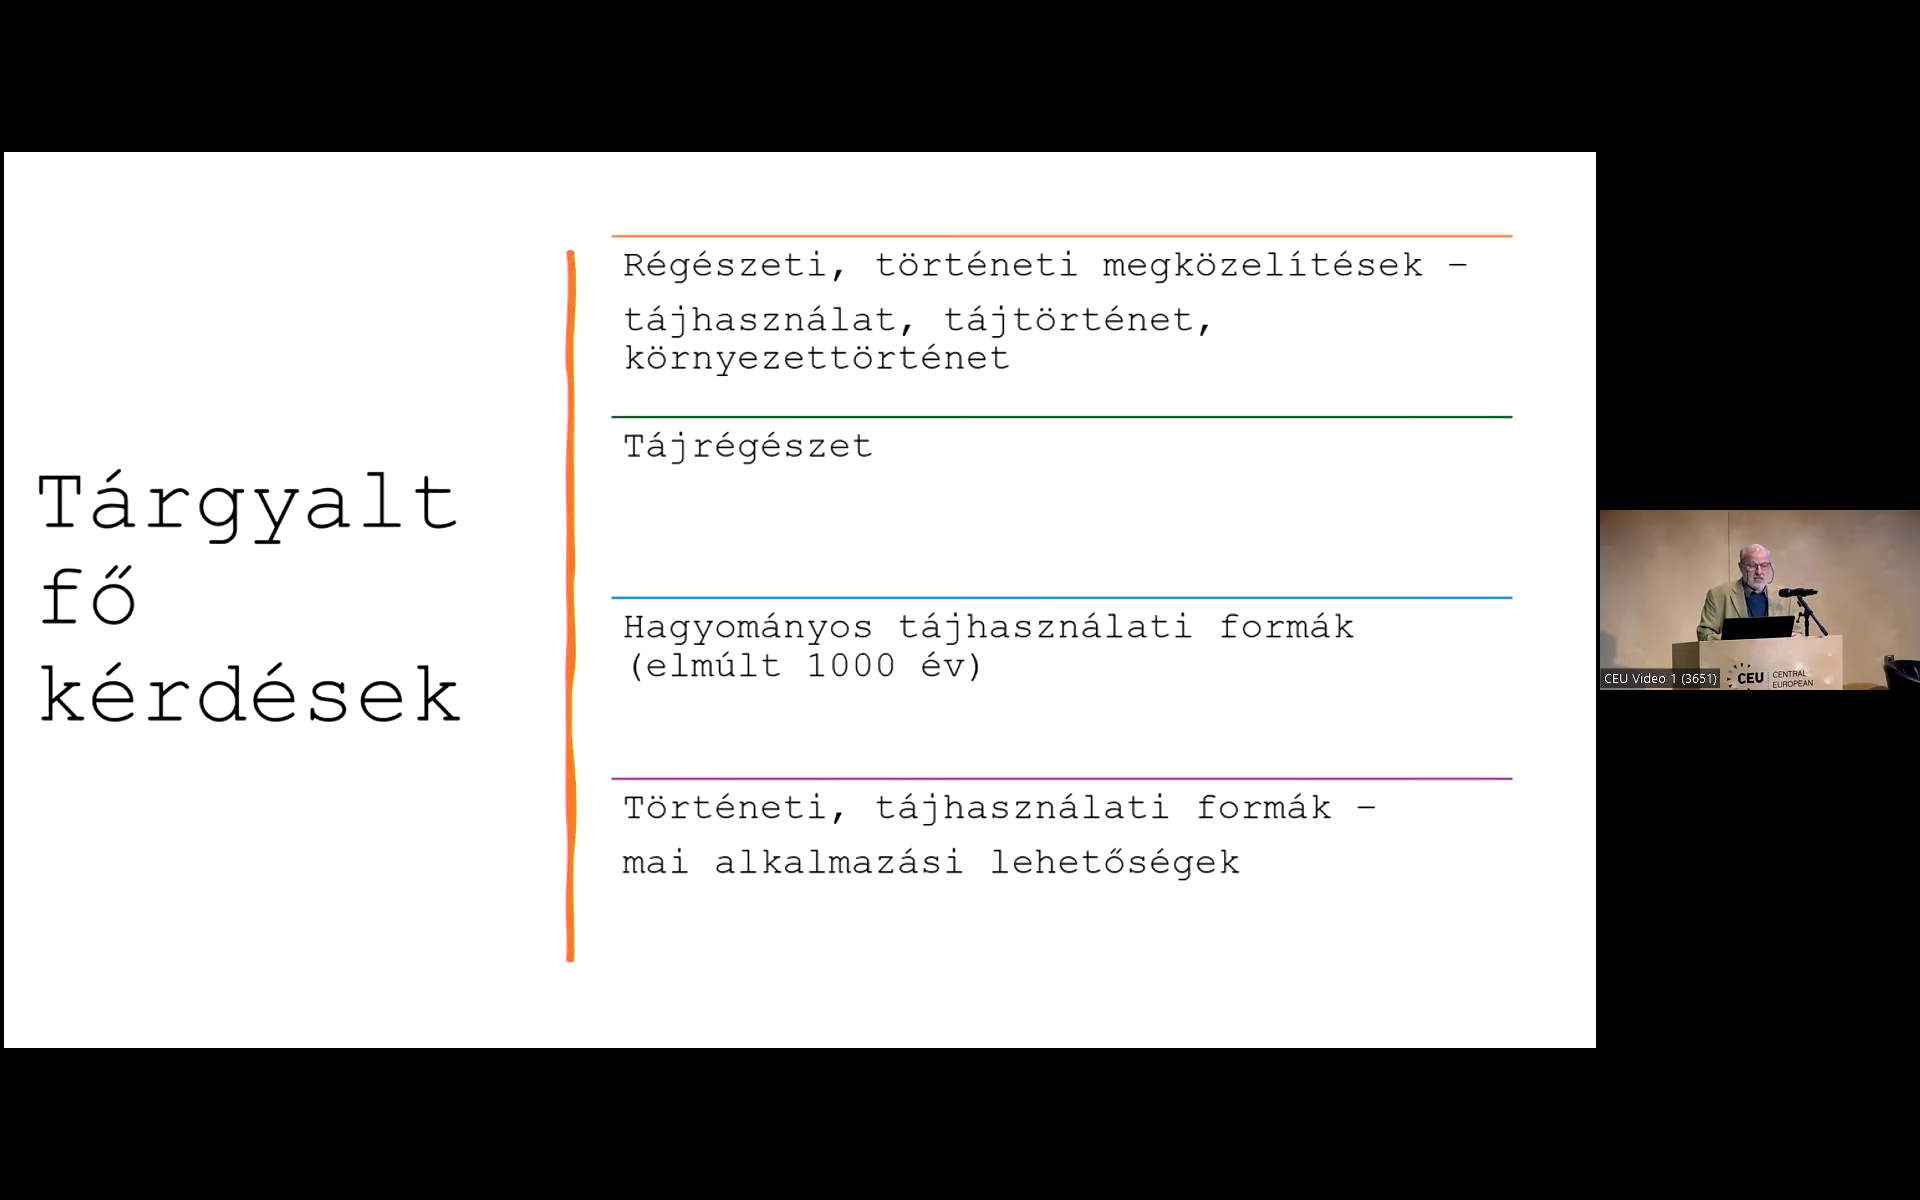 Tárgyalt
fő
kérdések
Régészeti, történeti megközelítések –
tájhasználat, tájtörténet,
környezettörténet
Tájrégészet
Hagyományos tájhasználati formák
(elmúlt 1000 év)
Történeti, tájhasználati formák –
mai alkalmazási lehetőségek
CEU Video 1 (3651)
CEU
CENTRAL
EUROPEAN